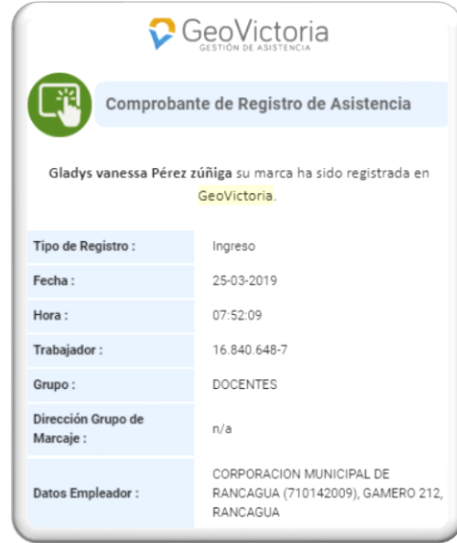 GeoVictoria
GESTIÓN DE ASISTENCIA
Comprobante de Registro de Asistencia
Gladys vanessa Pérez zúñiga su marca ha sido registrada en
GeoVictoria.
Tipo de Registro : Ingreso
Fecha : 25-03-2019
Hora : 07:52:09
Trabajador : 16.840.648-7
Grupo : DOCENTES
Dirección Grupo de
Marcaje : n/a
Datos Empleador : CORPORACION MUNICIPAL DE
RANCAGUA (710142009), GAMERO 212,
RANCAGUA